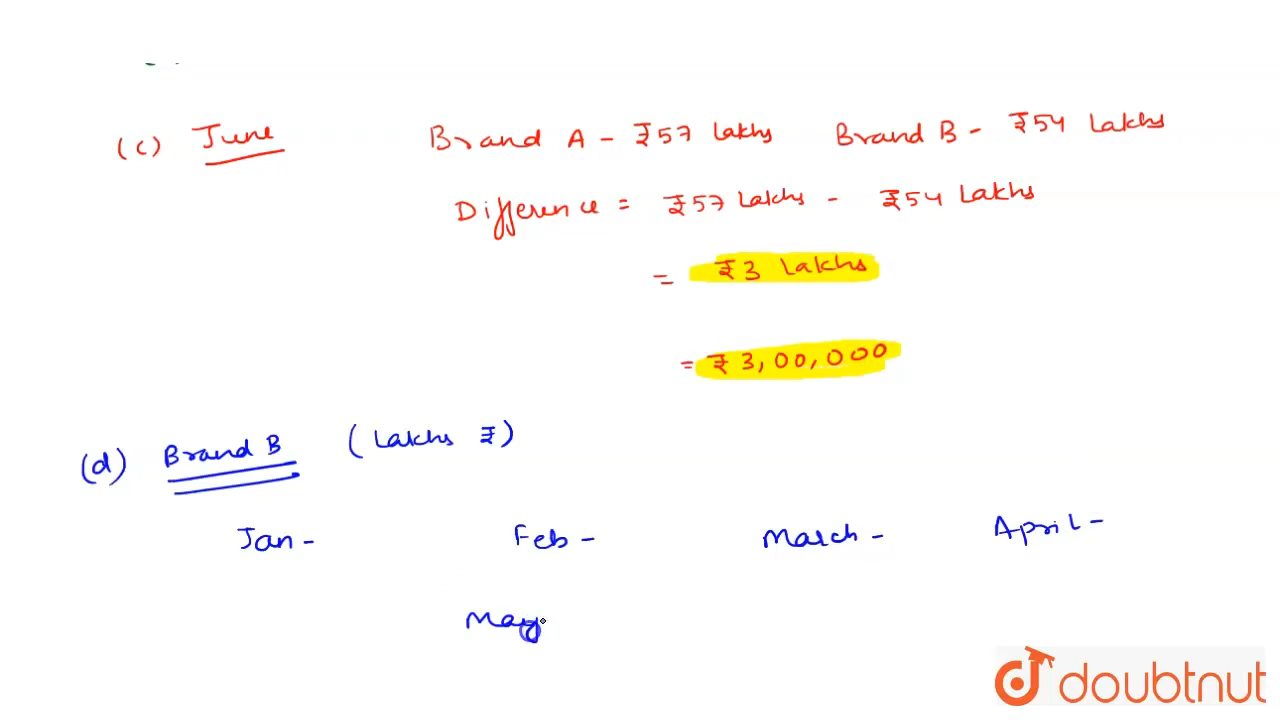 (c) June Brand A - ₹57 lakhs Brand B - ₹54 lakhs
Difference = ₹57 lakhs - ₹54 lakhs
= ₹3 lakhs
= ₹3,00,000
(d) Brand B (lakhs ₹)
Jan - Feb - March - April -
May
doubtnut